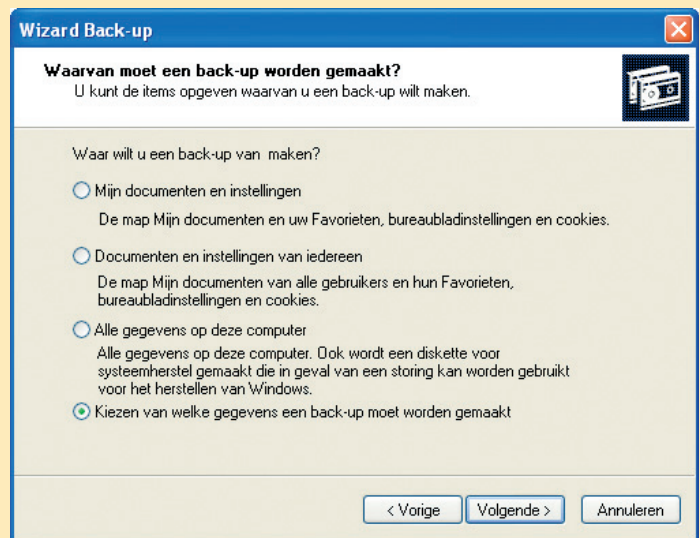 Wizard Back-up
Waarvan moet een back-up worden gemaakt?
U kunt de items opgeven waarvan u een back-up wilt maken.
Waar wilt u een back-up van maken?
Mijn documenten en instellingen
De map Mijn documenten en uw Favorieten, bureaubladinstellingen en cookies.
Documenten en instellingen van iedereen
De map Mijn documenten van alle gebruikers en hun Favorieten,
bureaubladinstellingen en cookies.
Alle gegevens op deze computer
Alle gegevens op deze computer. Ook wordt een diskette voor
systeemherstel gemaakt die in geval van een storing kan worden gebruikt
voor het herstellen van Windows.
Kiezen van welke gegevens een back-up moet worden gemaakt
< Vorige Volgende > Annuleren